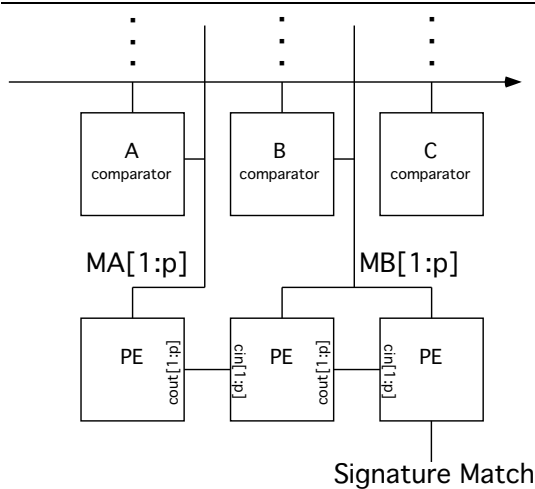 A
comparator
B
comparator
C
comparator
MA[1:p]
MB[1:p]
PE
cout[1:p]
cin[1:p]
PE
cout[1:p]
cin[1:p]
PE
Signature Match